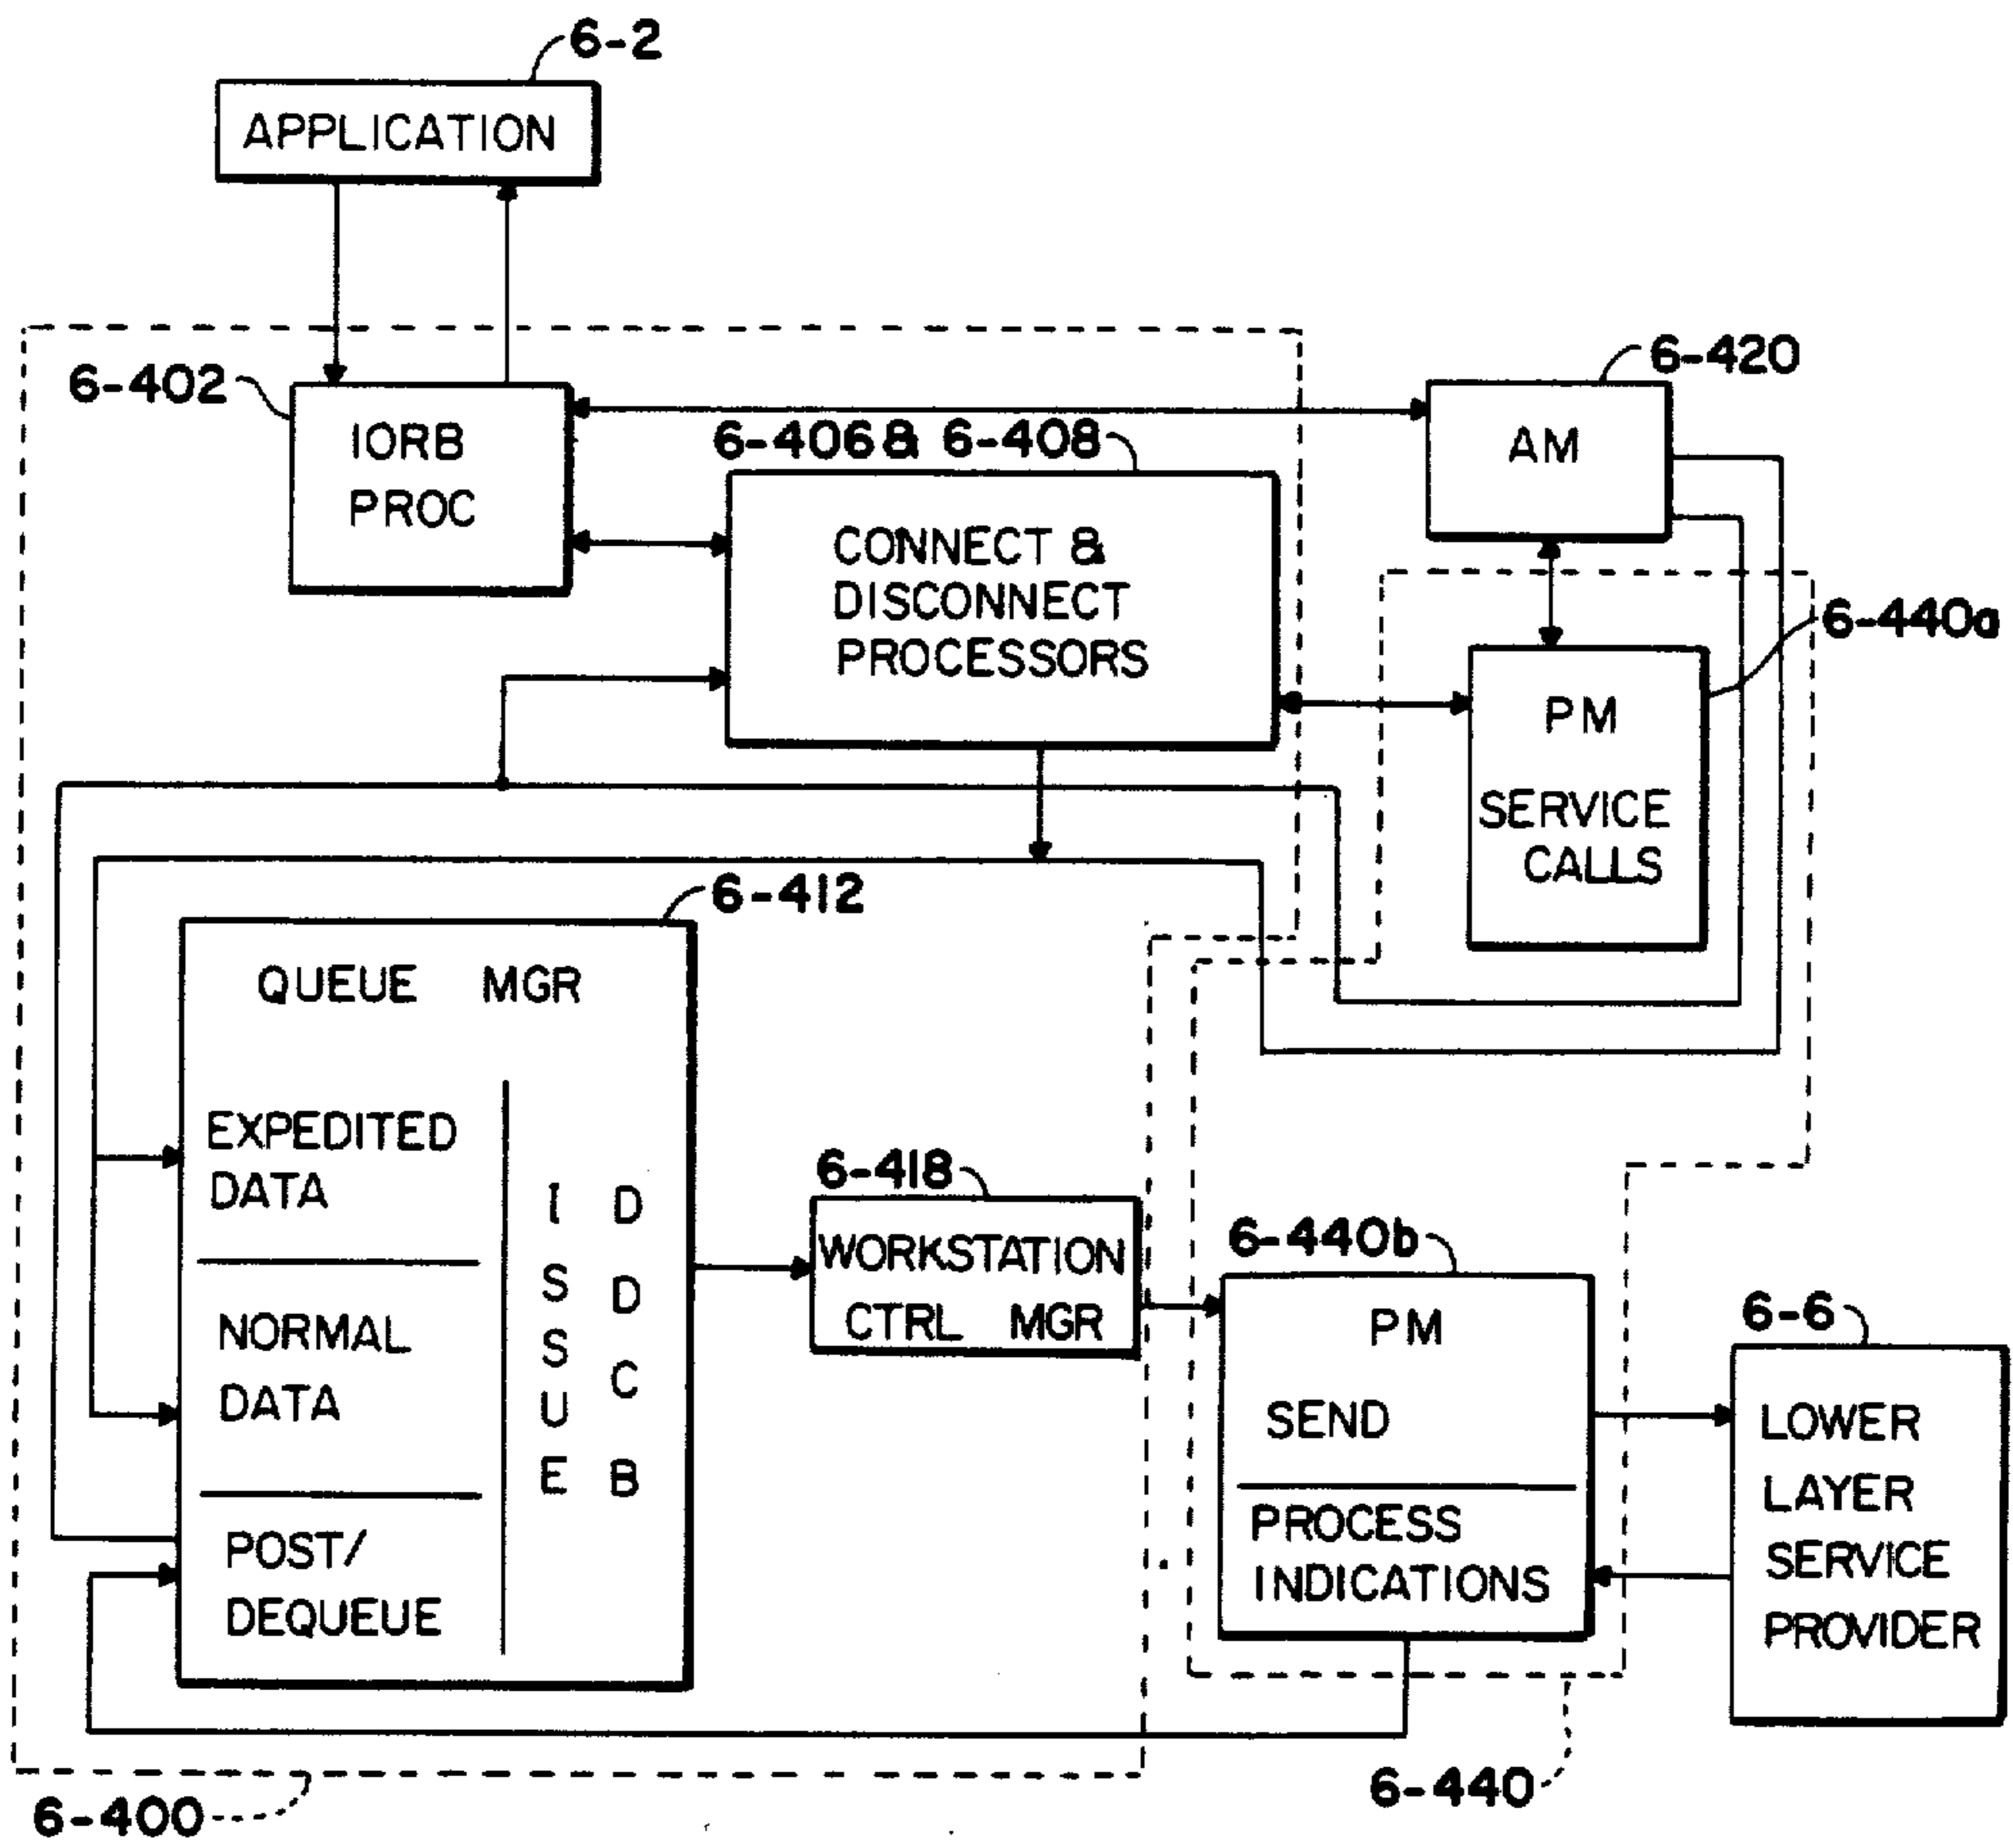 6-2
APPLICATION
6-402
IORB
PROC
6-420
AM
6-406 & 6-408
CONNECT &
DISCONNECT
PROCESSORS
6-440a
PM
SERVICE
CALLS
6-412
QUEUE MGR
EXPEDITED
DATA
NORMAL
DATA
POST/
DEQUEUE
ISSUE
DDCB
6-418
WORKSTATION
CTRL MGR
6-440b
PM
SEND
PROCESS
INDICATIONS
6-6
LOWER
LAYER
SERVICE
PROVIDER
6-440
6-400